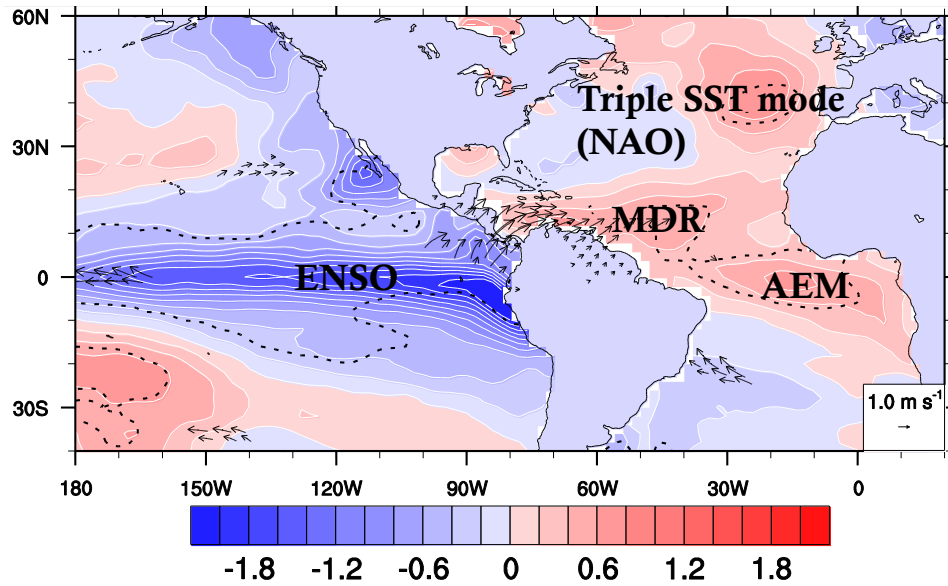 60N
30N
0
30S
Triple SST mode
(NAO)
MDR
ENSO
AEM
1.0 m s⁻¹
180 150W 120W 90W 60W 30W 0
-1.8 -1.2 -0.6 0 0.6 1.2 1.8